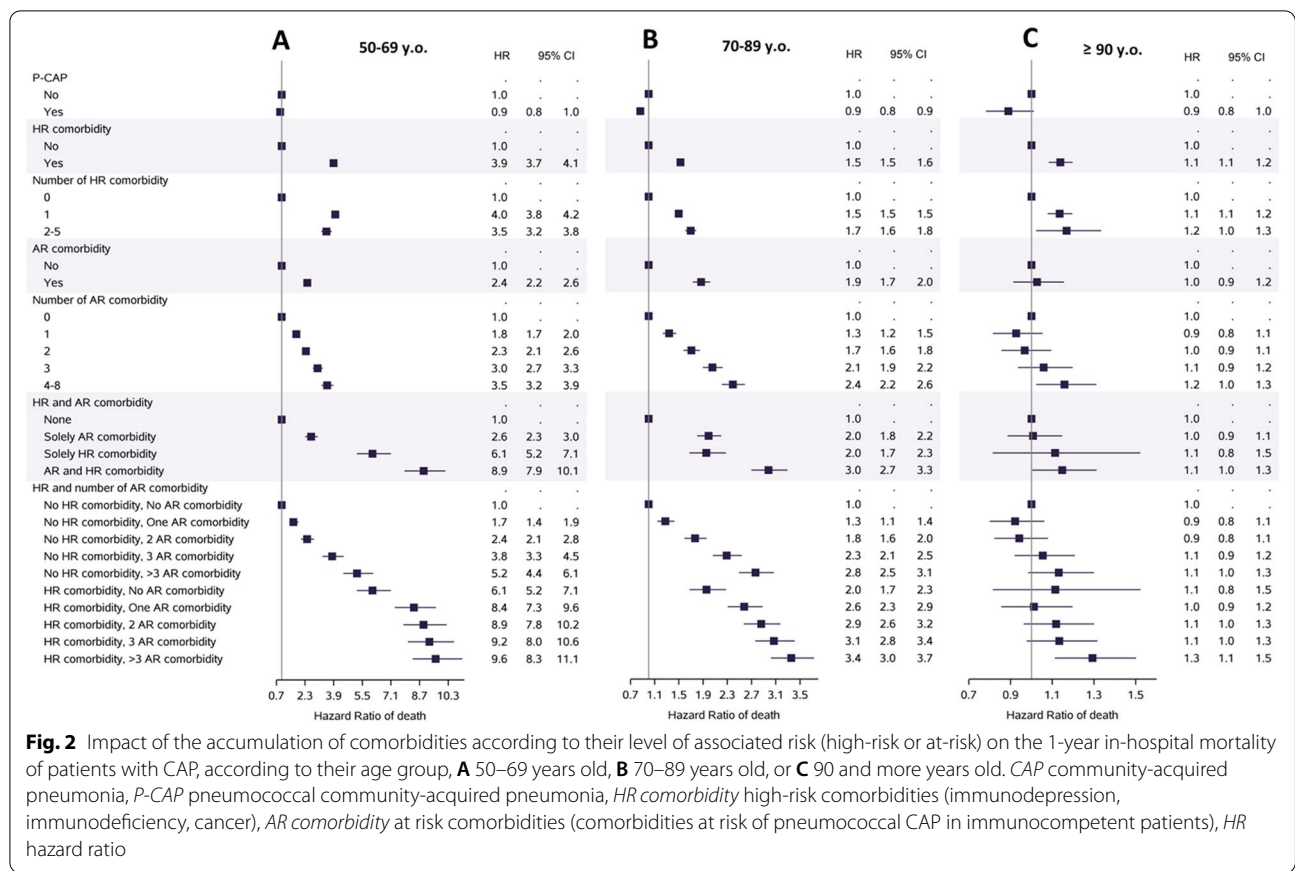 A 50-69 y.o. HR 95% CI B 70-89 y.o. HR 95% CI C ≥ 90 y.o. HR 95% CI
P-CAP . . . . . . . . .
No 1.0 . . 1.0 . . 1.0 . .
Yes 0.9 0.8 1.0 0.9 0.8 0.9 0.9 0.8 1.0
HR comorbidity . . . . . . . . .
No 1.0 . . 1.0 . . 1.0 . .
Yes 3.9 3.7 4.1 1.5 1.5 1.6 1.1 1.1 1.2
Number of HR comorbidity . . . . . . . . .
0 1.0 . . 1.0 . . 1.0 . .
1 4.0 3.8 4.2 1.5 1.5 1.5 1.1 1.1 1.2
2-5 3.5 3.2 3.8 1.7 1.6 1.8 1.2 1.0 1.3
AR comorbidity . . . . . . . . .
No 1.0 . . 1.0 . . 1.0 . .
Yes 2.4 2.2 2.6 1.9 1.7 2.0 1.0 0.9 1.2
Number of AR comorbidity . . . . . . . . .
0 1.0 . . 1.0 . . 1.0 . .
1 1.8 1.7 2.0 1.3 1.2 1.5 0.9 0.8 1.1
2 2.3 2.1 2.6 1.7 1.6 1.8 1.0 0.9 1.1
3 3.0 2.7 3.3 2.1 1.9 2.2 1.1 0.9 1.2
4-8 3.5 3.2 3.9 2.4 2.2 2.6 1.2 1.0 1.3
HR and AR comorbidity . . . . . . . . .
None 1.0 . . 1.0 . . 1.0 . .
Solely AR comorbidity 2.6 2.3 3.0 2.0 1.8 2.2 1.0 0.9 1.1
Solely HR comorbidity 6.1 5.2 7.1 2.0 1.7 2.3 1.1 0.8 1.5
AR and HR comorbidity 8.9 7.9 10.1 3.0 2.7 3.3 1.1 1.0 1.3
HR and number of AR comorbidity . . . . . . . . .
No HR comorbidity, No AR comorbidity 1.0 . . 1.0 . . 1.0 . .
No HR comorbidity, One AR comorbidity 1.7 1.4 1.9 1.3 1.1 1.4 0.9 0.8 1.1
No HR comorbidity, 2 AR comorbidity 2.4 2.1 2.8 1.8 1.6 2.0 0.9 0.8 1.1
No HR comorbidity, 3 AR comorbidity 3.8 3.3 4.5 2.3 2.1 2.5 1.1 0.9 1.2
No HR comorbidity, >3 AR comorbidity 5.2 4.4 6.1 2.8 2.5 3.1 1.1 1.0 1.3
HR comorbidity, No AR comorbidity 6.1 5.2 7.1 2.0 1.7 2.3 1.1 0.8 1.5
HR comorbidity, One AR comorbidity 8.4 7.3 9.6 2.6 2.3 2.9 1.0 0.9 1.2
HR comorbidity, 2 AR comorbidity 8.9 7.8 10.2 2.9 2.6 3.2 1.1 1.0 1.3
HR comorbidity, 3 AR comorbidity 9.2 8.0 10.6 3.1 2.8 3.4 1.1 1.0 1.3
HR comorbidity, >3 AR comorbidity 9.6 8.3 11.1 3.4 3.0 3.7 1.3 1.1 1.5
0.7 2.3 3.9 5.5 7.1 8.7 10.3 0.7 1.1 1.5 1.9 2.3 2.7 3.1 3.5 0.7 0.9 1.1 1.3 1.5
Hazard Ratio of death Hazard Ratio of death Hazard Ratio of death
Fig. 2 Impact of the accumulation of comorbidities according to their level of associated risk (high-risk or at-risk) on the 1-year in-hospital mortality
of patients with CAP, according to their age group, A 50–69 years old, B 70–89 years old, or C 90 and more years old. CAP community-acquired
pneumonia, P-CAP pneumococcal community-acquired pneumonia, HR comorbidity high-risk comorbidities (immunodepression,
immunodeficiency, cancer), AR comorbidity at risk comorbidities (comorbidities at risk of pneumococcal CAP in immunocompetent patients), HR
hazard ratio